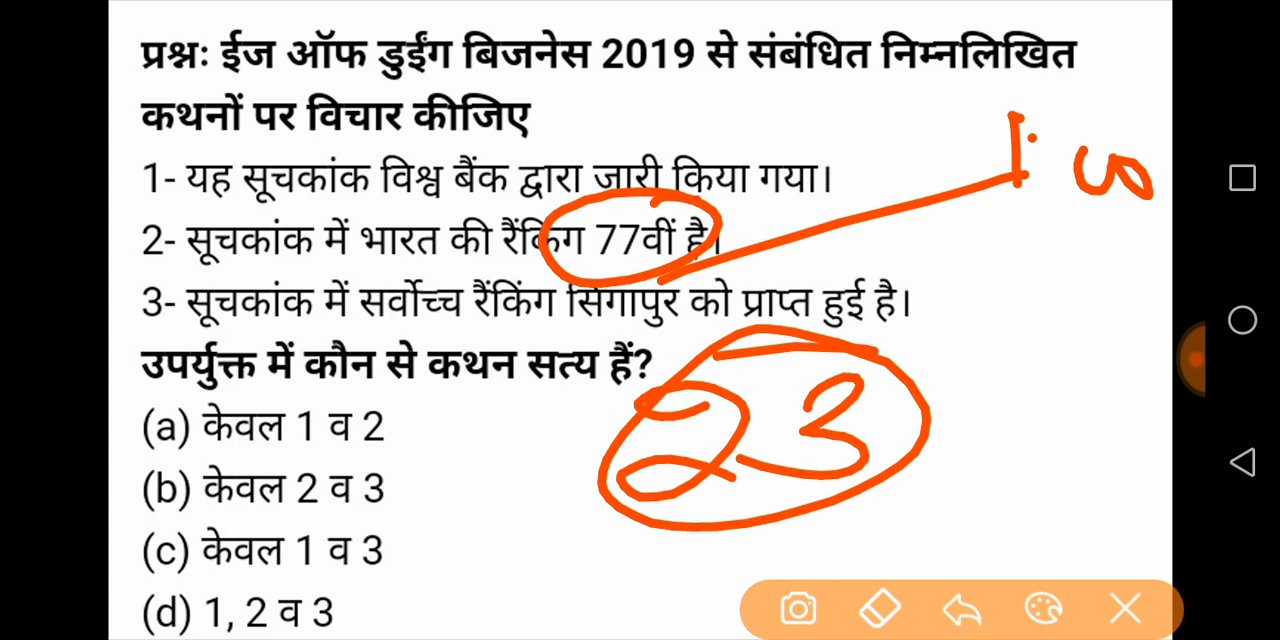 प्रश्नः ईज ऑफ डुईंग बिजनेस 2019 से संबंधित निम्नलिखित
कथनों पर विचार कीजिए
1- यह सूचकांक विश्व बैंक द्वारा जारी किया गया।
2- सूचकांक में भारत की रैंकिग 77वीं है।
3- सूचकांक में सर्वोच्च रैंकिंग सिंगापुर को प्राप्त हुई है।
उपर्युक्त में कौन से कथन सत्य हैं?
23
(a) केवल 1 व 2
(b) केवल 2 व 3
(c) केवल 1 व 3
(d) 1, 2 व 3